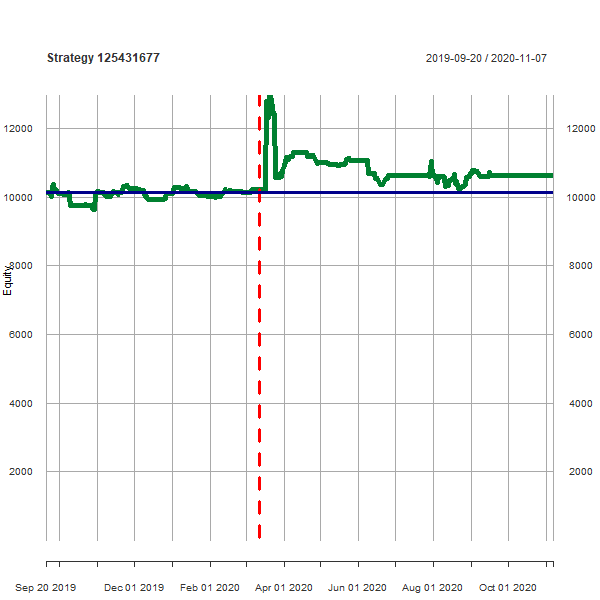 Strategy 125431677
2019-09-20 / 2020-11-07
12000
12000
10000
10000
8000
8000
Equity
6000
6000
4000
4000
2000
2000
Sep 20 2019
Dec 01 2019
Feb 01 2020
Apr 01 2020
Jun 01 2020
Aug 01 2020
Oct 01 2020